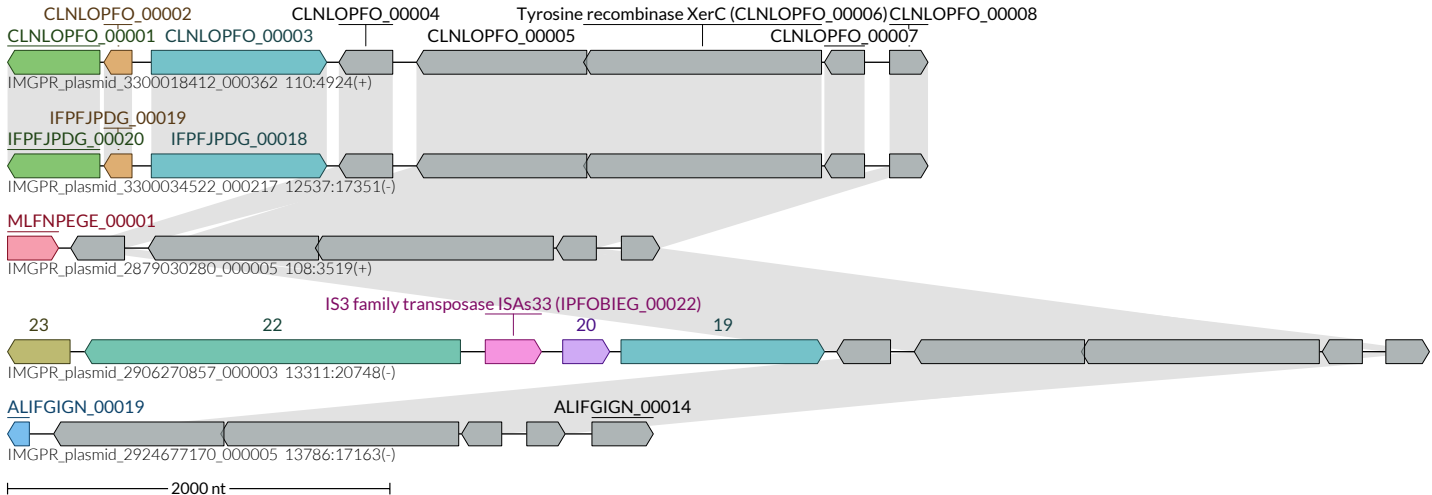 CLNLOPFO_00002 CLNLOPFO_00004 Tyrosine recombinase XerC (CLNLOPFO_00006) CLNLOPFO_00008
CLNLOPFO_00001 CLNLOPFO_00003 CLNLOPFO_00005 CLNLOPFO_00007
IMGPR_plasmid_3300018412_000362 110:4924(+)
IFPFJPDG_00019
IFPFJPDG_00020 IFPFJPDG_00018
IMGPR_plasmid_3300034522_000217 12537:17351(-)
MLFNPEGE_00001
IMGPR_plasmid_2879030280_000005 108:3519(+)
IS3 family transposase ISAs33 (IPFOBIEG_00022)
23 22 20 19
IMGPR_plasmid_2906270857_000003 13311:20748(-)
ALIFGIGN_00019 ALIFGIGN_00014
IMGPR_plasmid_2924677170_000005 13786:17163(-)
2000 nt